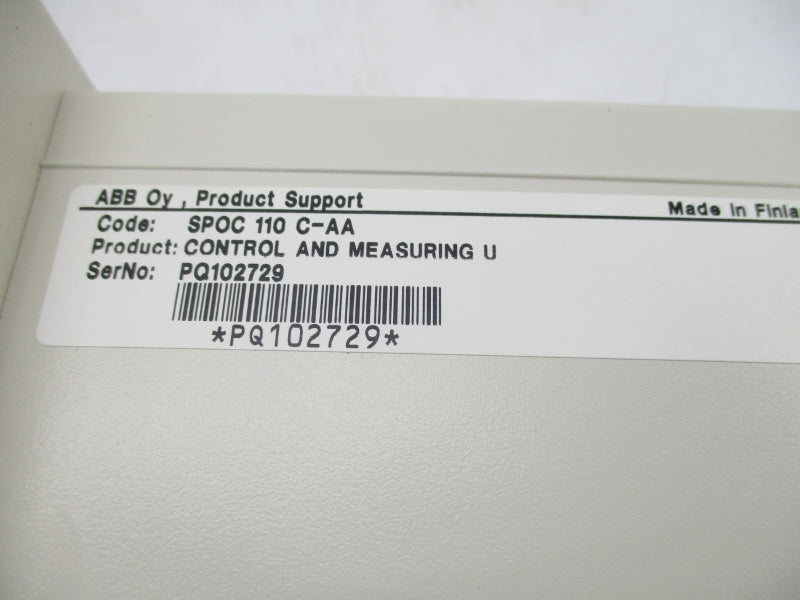 ABB Oy , Product Support
Made in Finla
Code: SPOC 110 C-AA
Product: CONTROL AND MEASURING U
SerNo: PQ102729
*PQ102729*